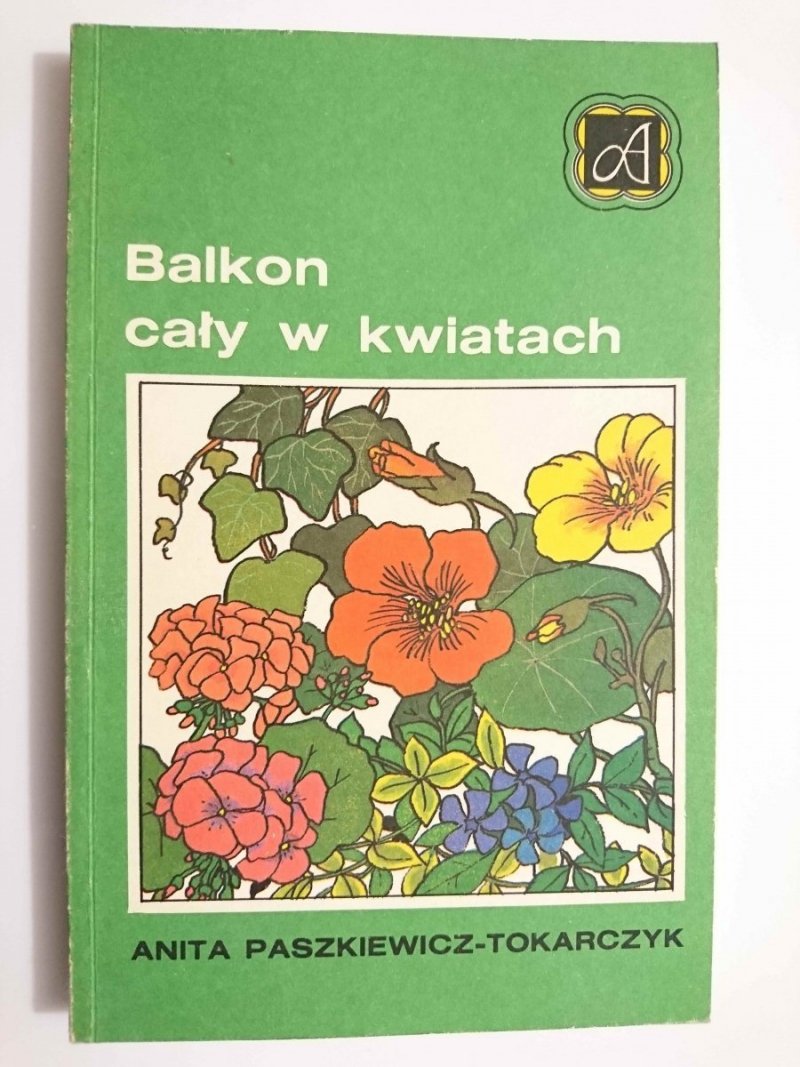 A
Balkon
cały w kwiatach
ANITA PASZKIEWICZ-TOKARCZYK